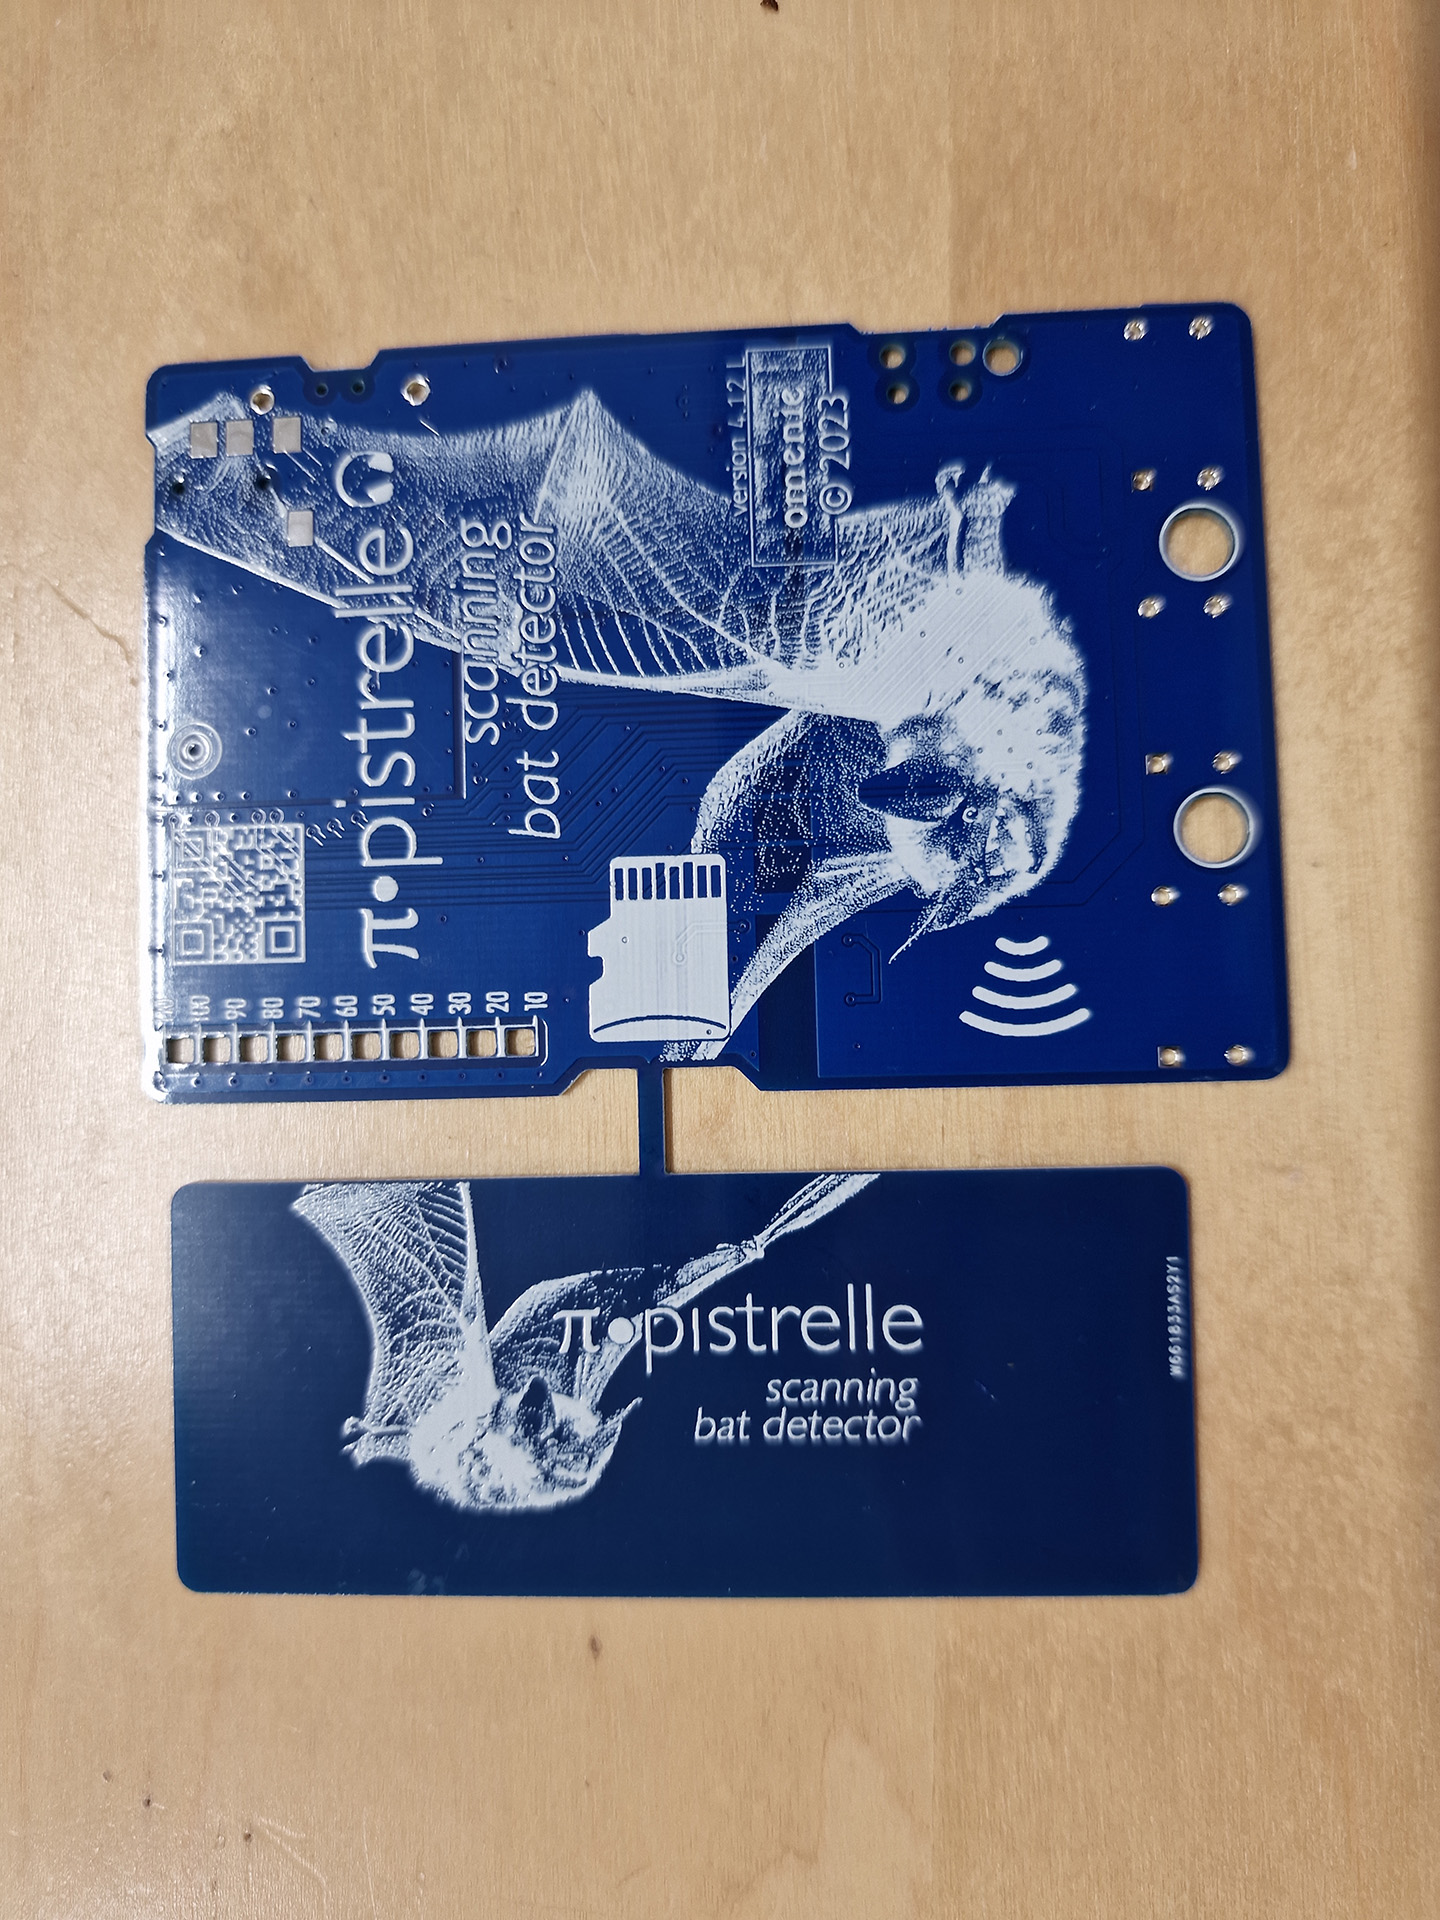 π•pistrelle
scanning
bat detector
version 4.12 L
omenie
© 2023
100
90
80
70
60
50
40
30
20
10
π•pistrelle
scanning
bat detector
W661833AS2Y1